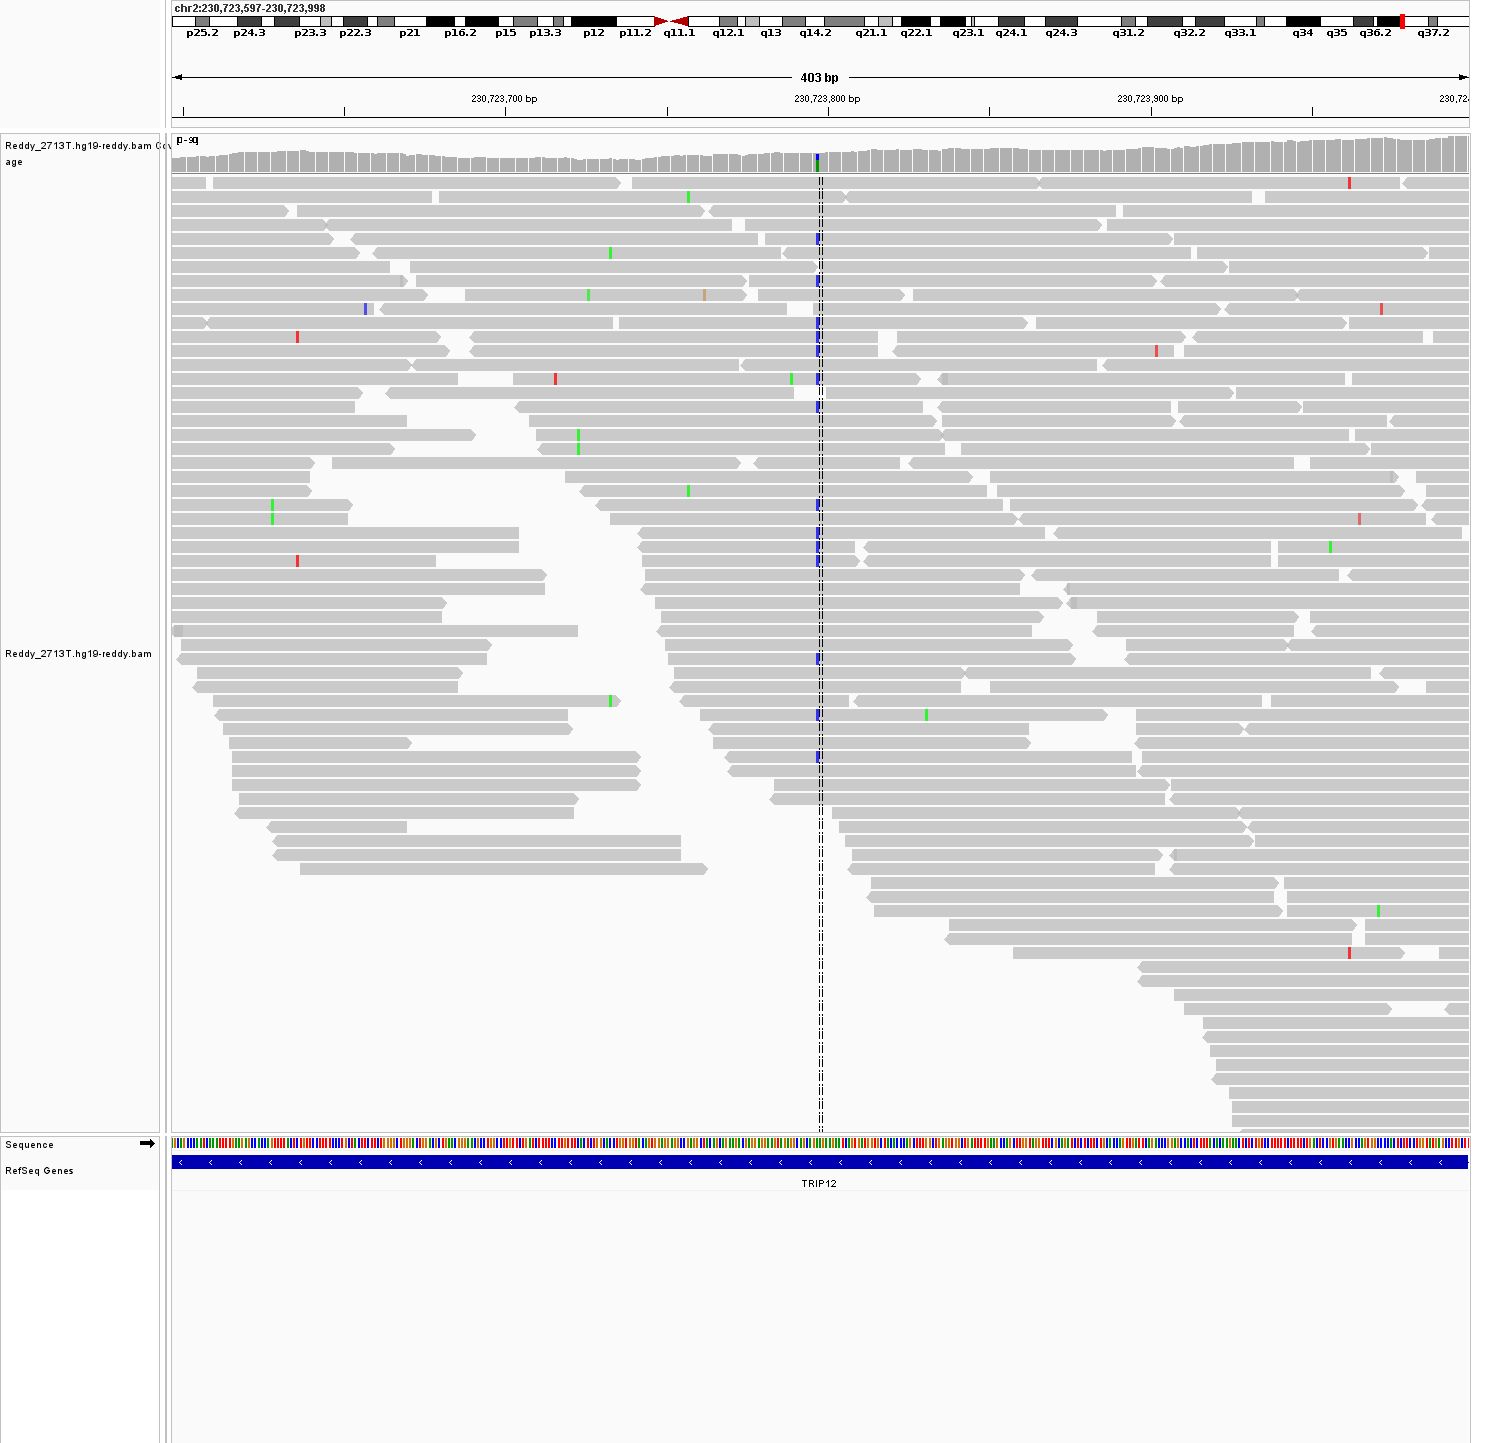 chr2:230,723,597-230,723,998
p25.2 p24.3 p23.3 p22.3 p21 p16.2 p15 p13.3 p12 p11.2 q11.1 q12.1 q13 q14.2 q21.1 q22.1 q23.1 q24.1 q24.3 q31.2 q32.2 q33.1 q34 q35 q36.2 q37.2
403 bp
230,723,700 bp 230,723,800 bp 230,723,900 bp 230,724
Reddy_2713T.hg19-reddy.bam Cov
age
[0-90]
Reddy_2713T.hg19-reddy.bam
Sequence
RefSeq Genes
TRIP12